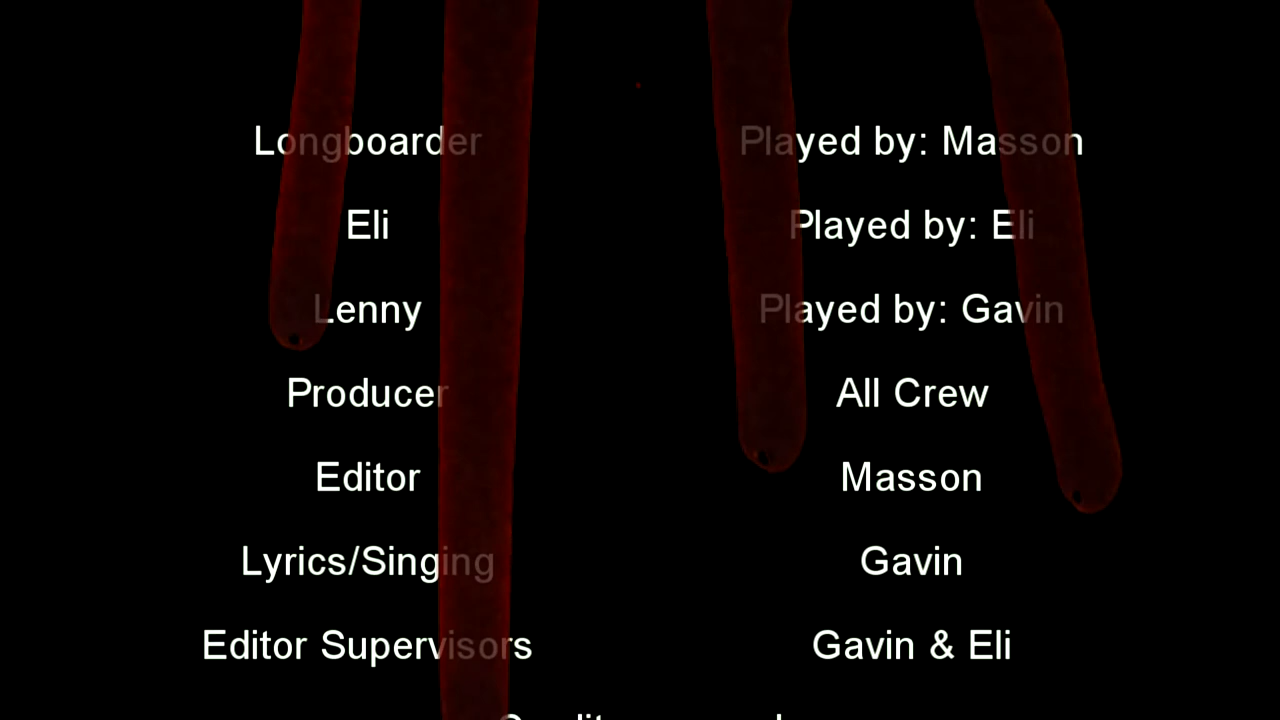 Longboarder Played by: Masson
Eli Played by: Eli
Lenny Played by: Gavin
Producer All Crew
Editor Masson
Lyrics/Singing Gavin
Editor Supervisors Gavin & Eli